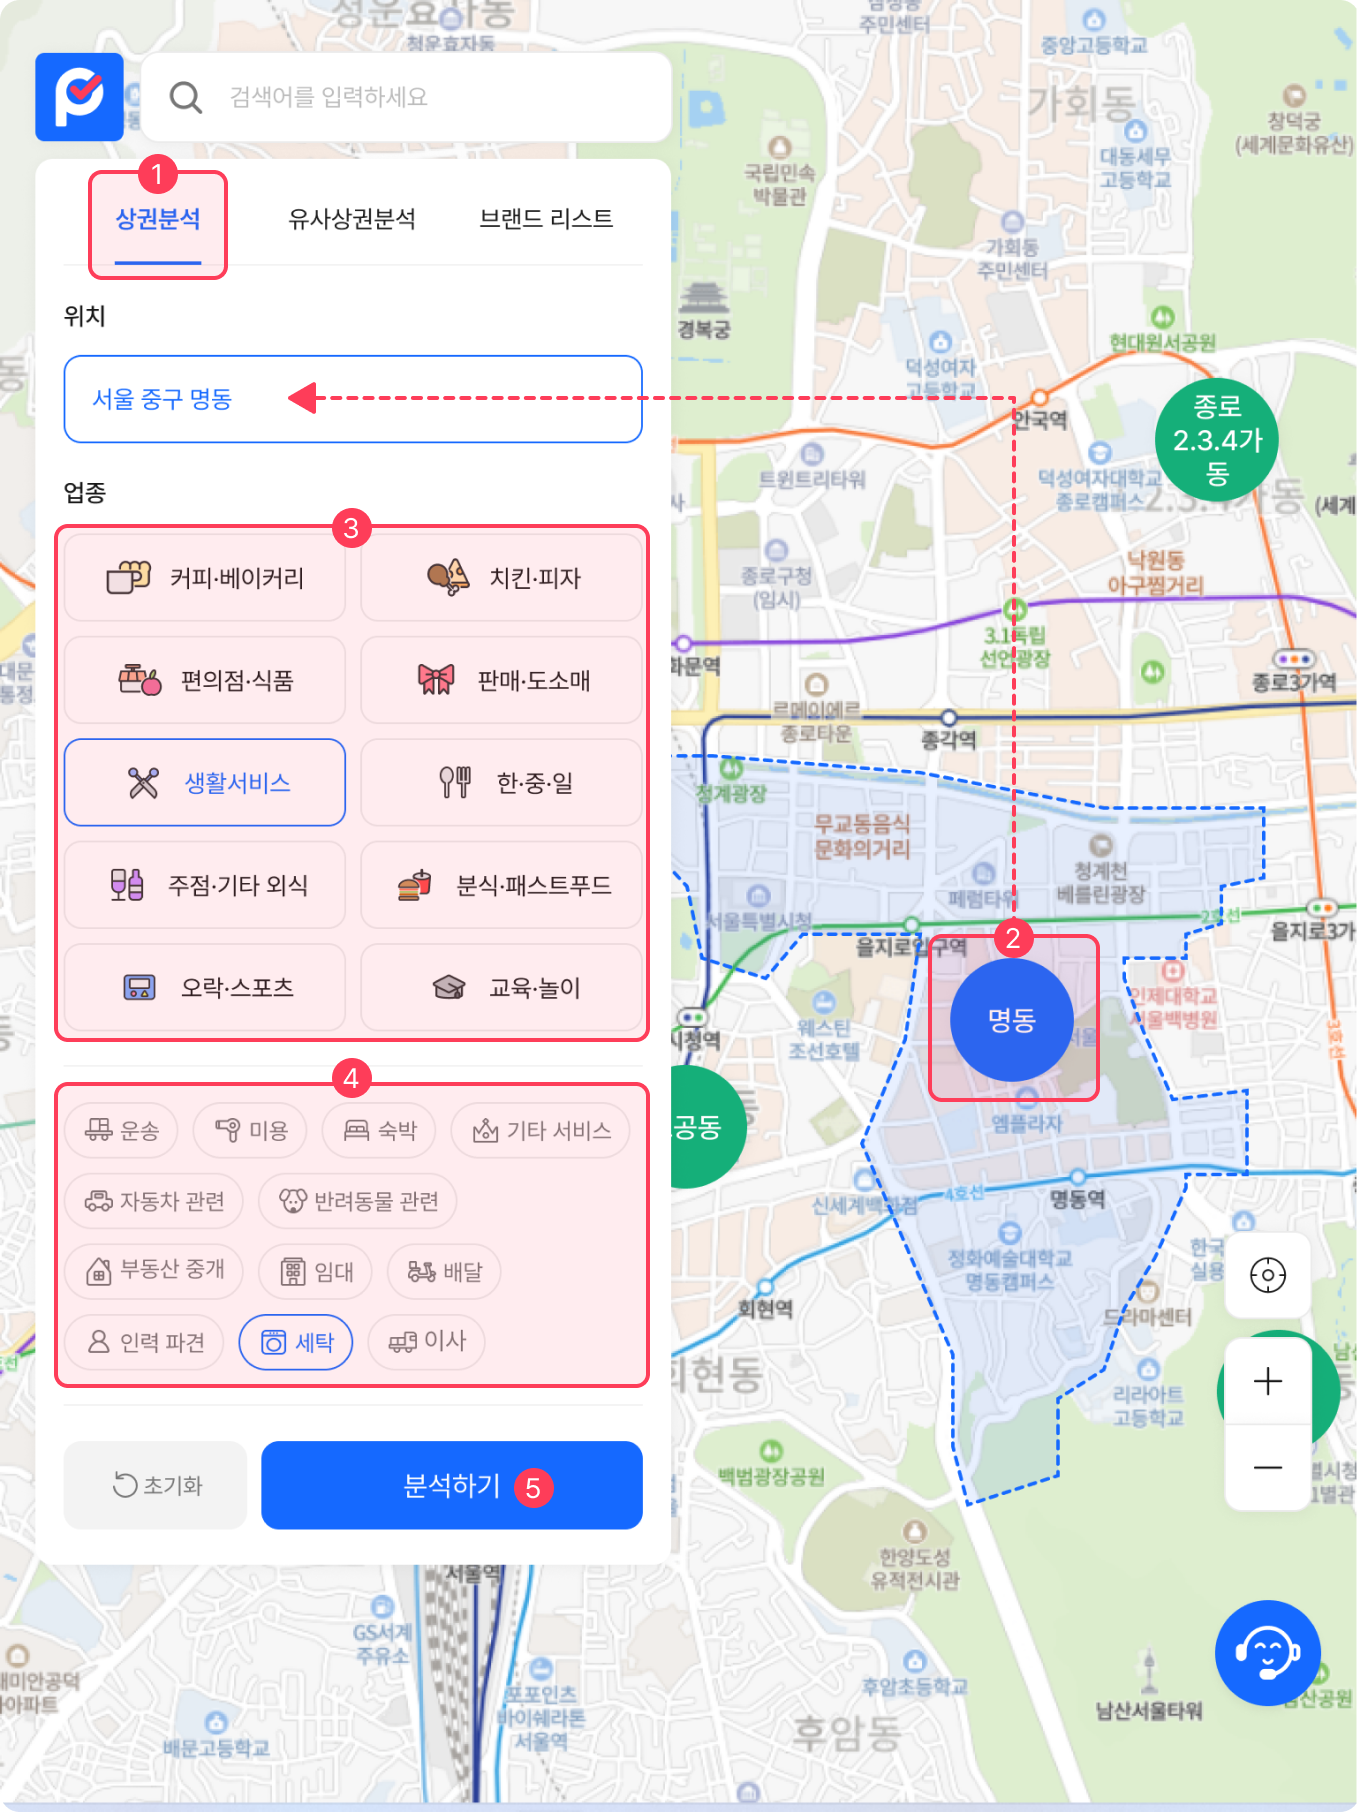 검색어를 입력하세요
1
상권분석
유사상권분석
브랜드 리스트
위치
서울 중구 명동
업종
3
커피·베이커리
치킨·피자
편의점·식품
판매·도소매
생활서비스
한·중·일
주점·기타 외식
분식·패스트푸드
오락·스포츠
교육·놀이
4
운송
미용
숙박
기타 서비스
자동차 관련
반려동물 관련
부동산 중개
임대
배달
인력 파견
세탁
이사
초기화
분석하기
5
청운효자동
주민센터
중앙고등학교
가회동
창덕궁
(세계문화유산)
대동세무
고등학교
국립민속
박물관
가회동
주민센터
경복궁
현대원서공원
덕성여자
고등학교
안국역
종로
2.3.4가
동
트윈트리타워
덕성여자대학교
종로캠퍼스
낙원동
아구찜거리
종로구청
(임시)
3.1독립
선언광장
종로3가역
르메이에르
종로타운
종각역
청계광장
무교동음식
문화의거리
청계천
베를린광장
서울특별시청
2호선
을지로3가
을지로입구역
2
명동
인제대학교
서울백병원
3호선
웨스틴
조선호텔
시청역
공동
엠플라자
4호선
명동역
신세계백화점
정화예술대학교
명동캠퍼스
회현역
드라마센터
회현동
리라아트
고등학교
백범광장공원
한양도성
유적전시관
서울역
GS서계
주유소
포포인츠
바이쉐라톤
서울역
후암초등학교
남산서울타워
남산공원
후암동
배문고등학교